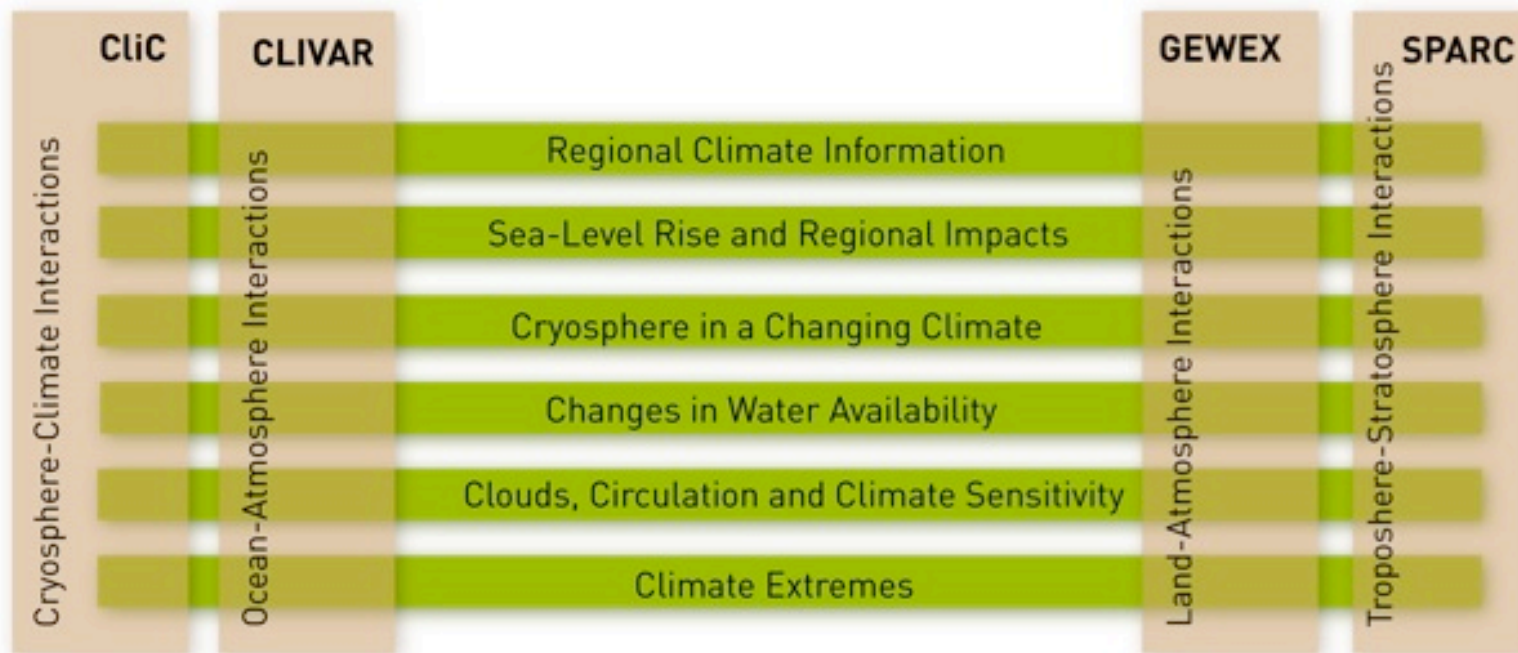 CliC
CLIVAR
GEWEX
SPARC
Cryosphere-Climate Interactions
Ocean-Atmosphere Interactions
Regional Climate Information
Sea-Level Rise and Regional Impacts
Cryosphere in a Changing Climate
Changes in Water Availability
Clouds, Circulation and Climate Sensitivity
Climate Extremes
Land-Atmosphere Interactions
Troposhere-Stratosphere Interactions